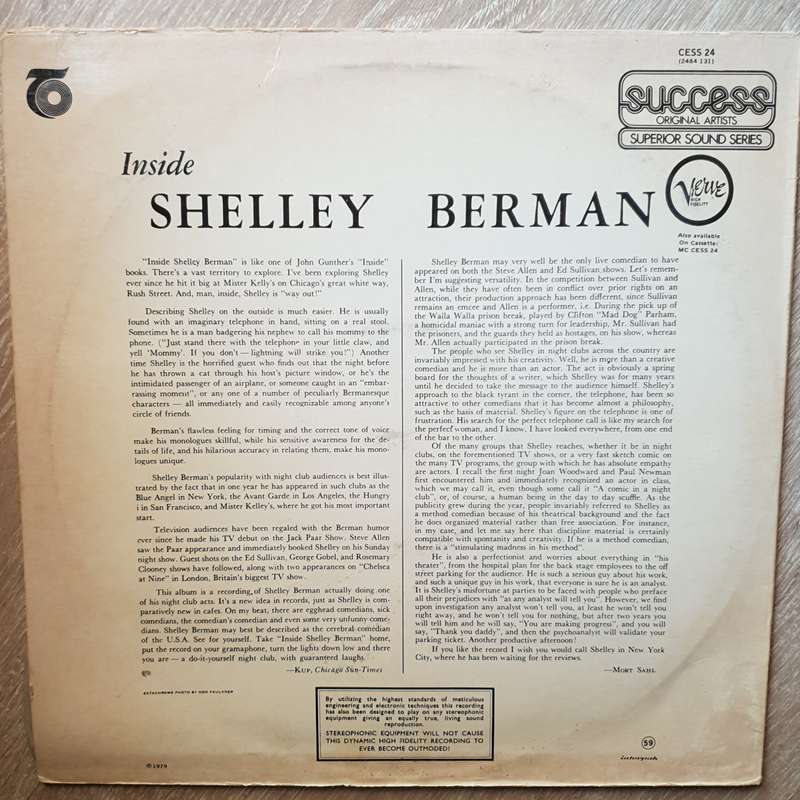 CESS 24
(2484 131)
success
ORIGINAL ARTISTS
SUPERIOR SOUND SERIES
Verve
HIGH
FIDELITY
Also available
On Cassette:
MC CESS 24
Inside
SHELLEY BERMAN
"Inside Shelley Berman" is like one of John Gunther's "Inside"
books. There's a vast territory to explore. I've been exploring Shelley
ever since he hit it big at Mister Kelly's on Chicago's great white way,
Rush Street. And, man, inside, Shelley is "way out!"
Describing Shelley on the outside is much easier. He is usually
found with an imaginary telephone in hand, sitting on a real stool.
Sometimes he is a man badgering his nephew to call his mommy to the
phone. ("Just stand there with the telephone in your little claw, and
yell 'Mommy'. If you don't — lightning will strike you!") Another
time Shelley is the horrified guest who finds out that the night before
he has thrown a cat through his host's picture window, or he's the
intimidated passenger of an airplane, or someone caught in an "embar-
rassing moment", or any one of a number of peculiarly Bermanesque
characters — all immediately and easily recognizable among anyone's
circle of friends.
Berman's flawless feeling for timing and the correct tone of voice
make his monologues skillful, while his sensitive awareness for the de-
tails of life, and his hilarious accuracy in relating them, make his mono-
logues unique.
Shelley Berman's popularity with night club audiences is best illus-
trated by the fact that in one year he has appeared in such clubs as the
Blue Angel in New York, the Avant Garde in Los Angeles, the Hungry
i in San Francisco, and Mister Kelley's, where he got his most important
start.
Television audiences have been regaled with the Berman humor
ever since he made his TV debut on the Jack Paar Show. Steve Allen
saw the Paar appearance and immediately booked Shelley on his Sunday
night show. Guest shots on the Ed Sullivan, George Gobel, and Rosemary
Clooney shows have followed, along with two appearances on "Chelsea
at Nine" in London, Britain's biggest TV show.
This album is a recording of Shelley Berman actually doing one
of his night club acts. It's a new idea in records, just as Shelley is com-
paratively new in cafes. On my beat, there are egghead comedians, sick
comedians, the comedian's comedian and even some very unfunny come-
dians. Shelley Berman may best be described as the cerebral comedian
of the U.S.A. See for yourself. Take "Inside Shelley Berman" home,
put the record on your gramaphone, turn the lights down low and there
you are — a do-it-yourself night club, with guaranteed laughs.
—KUP, Chicago Sun-Times
EKTACHROME PHOTO BY DON FAULKNER
Shelley Berman may very well be the only live comedian to have
appeared on both the Steve Allen and Ed Sullivan shows. Let's remem-
ber I'm suggesting versatility. In the competition between Sullivan and
Allen, while they have often been in conflict over prior rights on an
attraction, their production approach has been different, since Sullivan
remains an emcee and Allen is a performer, i.e. During the pick up of
the Walla Walla prison break, played by Clifton "Mad Dog" Parham,
a homicidal maniac with a strong turn for leadership, Mr. Sullivan had
the prisoners, and the guards they held as hostages, on his show, whereas
Mr. Allen actually participated in the prison break.
The people who see Shelley in night clubs across the country are
invariably impressed with his creativity. Well, he is more than a creative
comedian and he is more than an actor. The act is obviously a spring
board for the thoughts of a writer, which Shelley was for many years
until he decided to take the message to the audience himself. Shelley's
approach to the black tyrant in the corner, the telephone, has been so
attractive to other comedians that it has become almost a philosophy,
such as the basis of material. Shelley's figure on the telephone is one of
frustration. His search for the perfect telephone call is like my search for
the perfect woman, and I know. I have looked everywhere, from one end
of the bar to the other.
Of the many groups that Shelley reaches, whether it be in night
clubs, on the forementioned TV shows, or a very fast sketch comic on
the many TV programs, the group with which he has absolute empathy
are actors. I recall the first night Joan Woodward and Paul Newman
first encountered him and immediately recognized an actor in class,
which we may call it, even though some call it "A comic in a night
club", or, of course, a human being in the day to day scuffle. As the
publicity grew during the year, people invariably referred to Shelley as
a method comedian because of his theatrical background and the fact
he does organized material rather than free association. For instance,
in my case, and let me say here that discipline material is certainly
compatible with spontanity and creativity. If he is a method comedian,
there is a "stimulating madness in his method".
He is also a perfectionist and worries about everything in "his
theater", from the hospital plan for the back stage employees to the off
street parking for the audience. He is such a serious guy about his work,
and such a unique guy in his work, that everyone is sure he is an analyst.
It is Shelley's misfortune at parties to be faced with people who preface
all their prejudices with "as any analyst will tell you". However, we find
upon investigation any analyst won't tell you, at least he won't tell you
right away, and he won't tell you for nothing, but after two years you
will tell him and he will say, "You are making progress", and you will
say, "Thank you daddy", and then the psychoanalyst will validate your
parking ticket. Another productive afternoon!
If you like the record I wish you would call Shelley in New York
City, where he has been waiting for the reviews.
—MORT SAHL
By utilizing the highest standards of meticulous
engineering and electronic techniques this recording
has also been designed to play on any stereophonic
equipment giving an equally true, living sound
reproduction.
STEREOPHONIC EQUIPMENT WILL NOT CAUSE
THIS DYNAMIC HIGH FIDELITY RECORDING TO
EVER BECOME OUTMODED!
℗1979
59